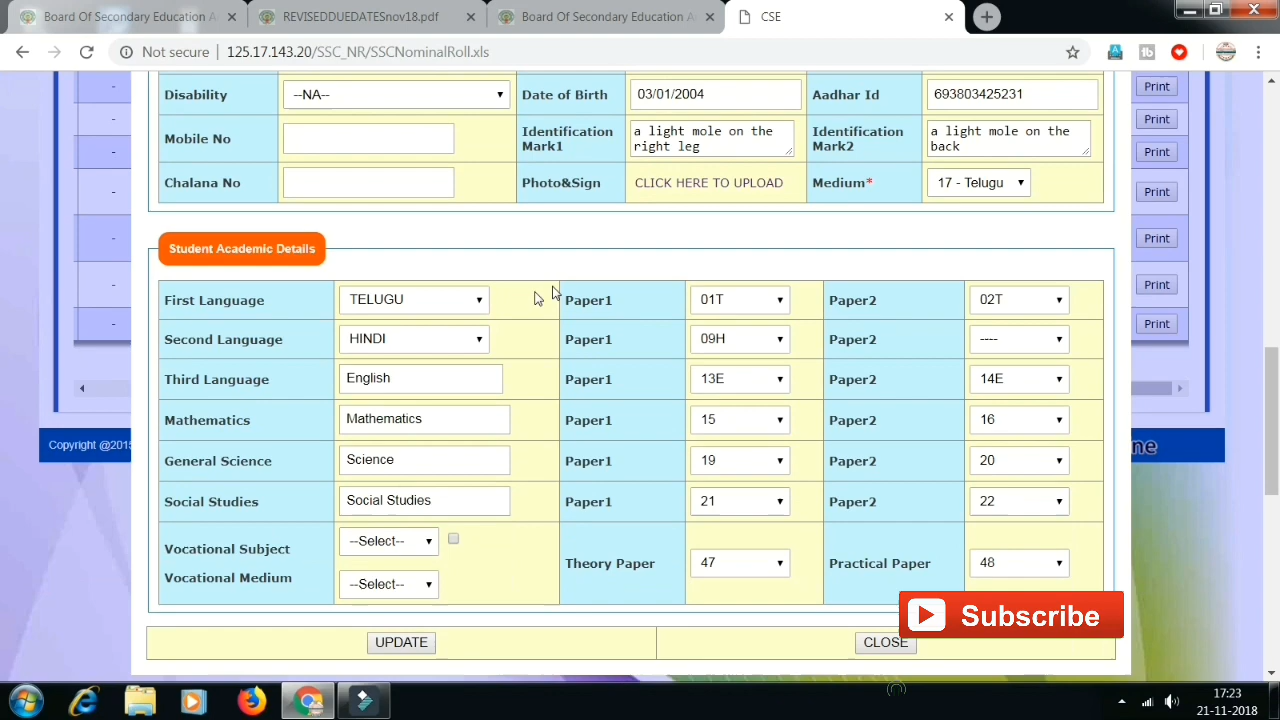 Board Of Secondary Education A
REVISEDDUEDATESnov18.pdf
Board Of Secondary Education A
CSE
Not secure
125.17.143.20/SSC_NR/SSCNominalRoll.xls
Disability
--NA--
Date of Birth
03/01/2004
Aadhar Id
693803425231
Print
Mobile No
Identification Mark1
a light mole on the
right leg
Identification Mark2
a light mole on the
back
Print
Print
Chalana No
Photo&Sign
CLICK HERE TO UPLOAD
Medium*
17 - Telugu
Print
Student Academic Details
Print
First Language
TELUGU
Paper1
01T
Paper2
02T
Print
Second Language
HINDI
Paper1
09H
Paper2
----
Print
Third Language
English
Paper1
13E
Paper2
14E
Mathematics
Mathematics
Paper1
15
Paper2
16
Copyright @2015
ne
General Science
Science
Paper1
19
Paper2
20
Social Studies
Social Studies
Paper1
21
Paper2
22
Vocational Subject
--Select--
Vocational Medium
--Select--
Theory Paper
47
Practical Paper
48
Subscribe
UPDATE
CLOSE
17:23
21-11-2018